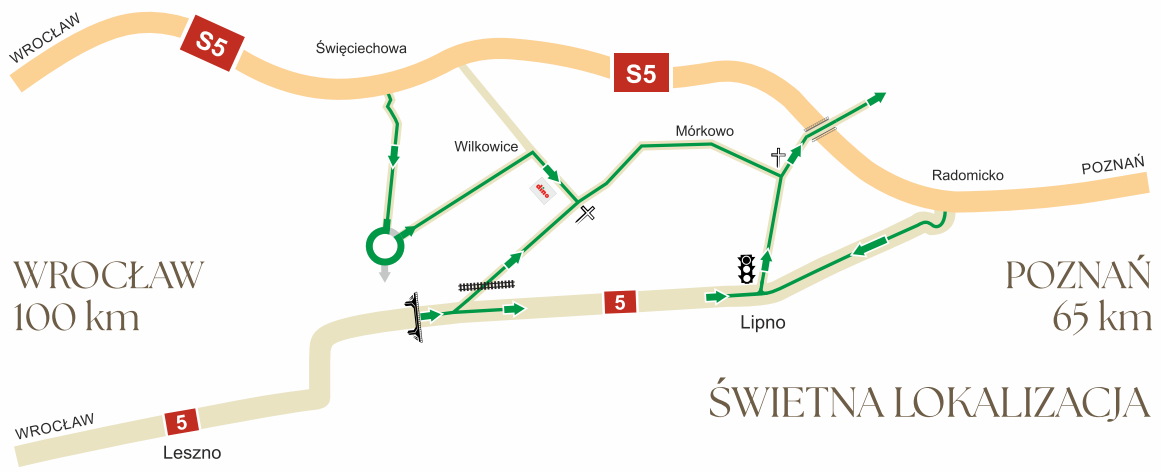 WROCŁAW
S5
Święciechowa
S5
Mórkowo
Wilkowice
POZNAŃ
Radomicko
dino
WROCŁAW
100 km
POZNAŃ
65 km
5
Lipno
ŚWIETNA LOKALIZACJA
WROCŁAW
5
Leszno